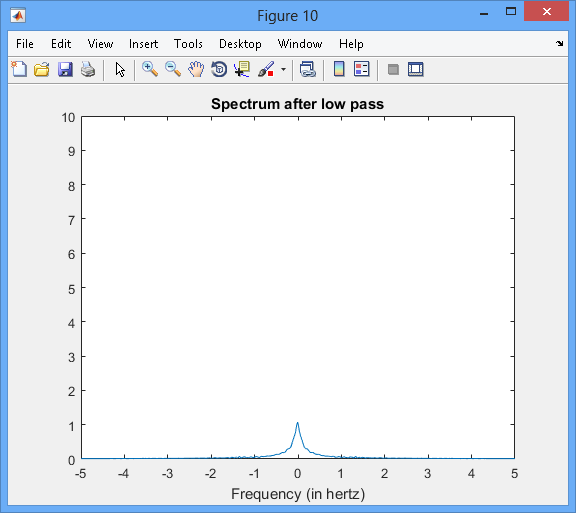 Figure 10
File Edit View Insert Tools Desktop Window Help
Spectrum after low pass
10
9
8
7
6
5
4
3
2
1
0
-5 -4 -3 -2 -1 0 1 2 3 4 5
Frequency (in hertz)